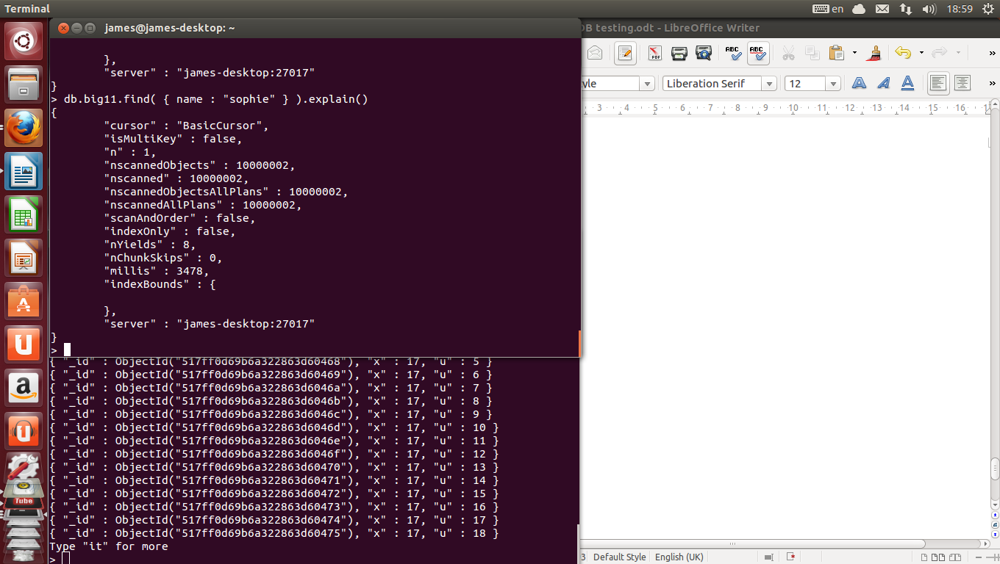 Terminal
en
18:59
james@james-desktop: ~
DB testing.odt - LibreOffice Writer
},
"server" : "james-desktop:27017"
}
> db.big11.find( { name : "sophie" } ).explain()
{
"cursor" : "BasicCursor",
"isMultiKey" : false,
"n" : 1,
"nscannedObjects" : 10000002,
"nscanned" : 10000002,
"nscannedObjectsAllPlans" : 10000002,
"nscannedAllPlans" : 10000002,
"scanAndOrder" : false,
"indexOnly" : false,
"nYields" : 8,
"nChunkSkips" : 0,
"millis" : 3478,
"indexBounds" : {
},
"server" : "james-desktop:27017"
}
>
{ "_id" : ObjectId("517ff0d69b6a322863d60468"), "x" : 17, "u" : 5 }
{ "_id" : ObjectId("517ff0d69b6a322863d60469"), "x" : 17, "u" : 6 }
{ "_id" : ObjectId("517ff0d69b6a322863d6046a"), "x" : 17, "u" : 7 }
{ "_id" : ObjectId("517ff0d69b6a322863d6046b"), "x" : 17, "u" : 8 }
{ "_id" : ObjectId("517ff0d69b6a322863d6046c"), "x" : 17, "u" : 9 }
{ "_id" : ObjectId("517ff0d69b6a322863d6046d"), "x" : 17, "u" : 10 }
{ "_id" : ObjectId("517ff0d69b6a322863d6046e"), "x" : 17, "u" : 11 }
{ "_id" : ObjectId("517ff0d69b6a322863d6046f"), "x" : 17, "u" : 12 }
{ "_id" : ObjectId("517ff0d69b6a322863d60470"), "x" : 17, "u" : 13 }
{ "_id" : ObjectId("517ff0d69b6a322863d60471"), "x" : 17, "u" : 14 }
{ "_id" : ObjectId("517ff0d69b6a322863d60472"), "x" : 17, "u" : 15 }
{ "_id" : ObjectId("517ff0d69b6a322863d60473"), "x" : 17, "u" : 16 }
{ "_id" : ObjectId("517ff0d69b6a322863d60474"), "x" : 17, "u" : 17 }
{ "_id" : ObjectId("517ff0d69b6a322863d60475"), "x" : 17, "u" : 18 }
Type "it" for more
>
PDF ABC ABC
yle Liberation Serif 12
3 4 5 6 7 8 9 10 11 12 13 14 15 16
3 Default Style English (UK)
Tube